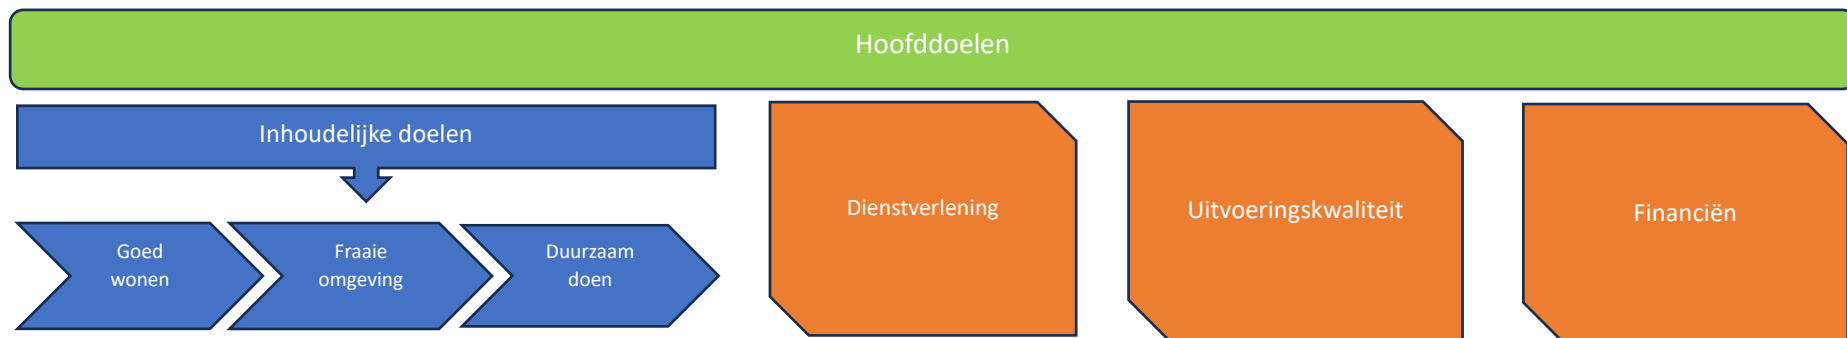 Hoofddoelen
Inhoudelijke doelen
Goed
wonen
Fraaie
omgeving
Duurzaam
doen
Dienstverlening
Uitvoeringskwaliteit
Financiën